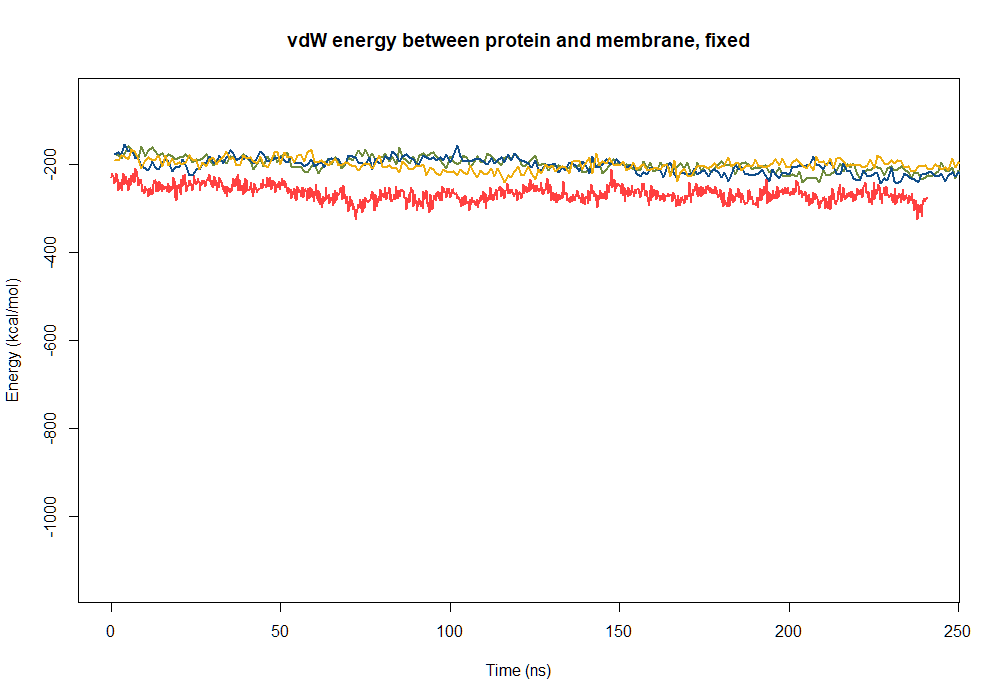 vdW energy between protein and membrane, fixed
Energy (kcal/mol)
-200
-400
-600
-800
-1000
0 50 100 150 200 250
Time (ns)